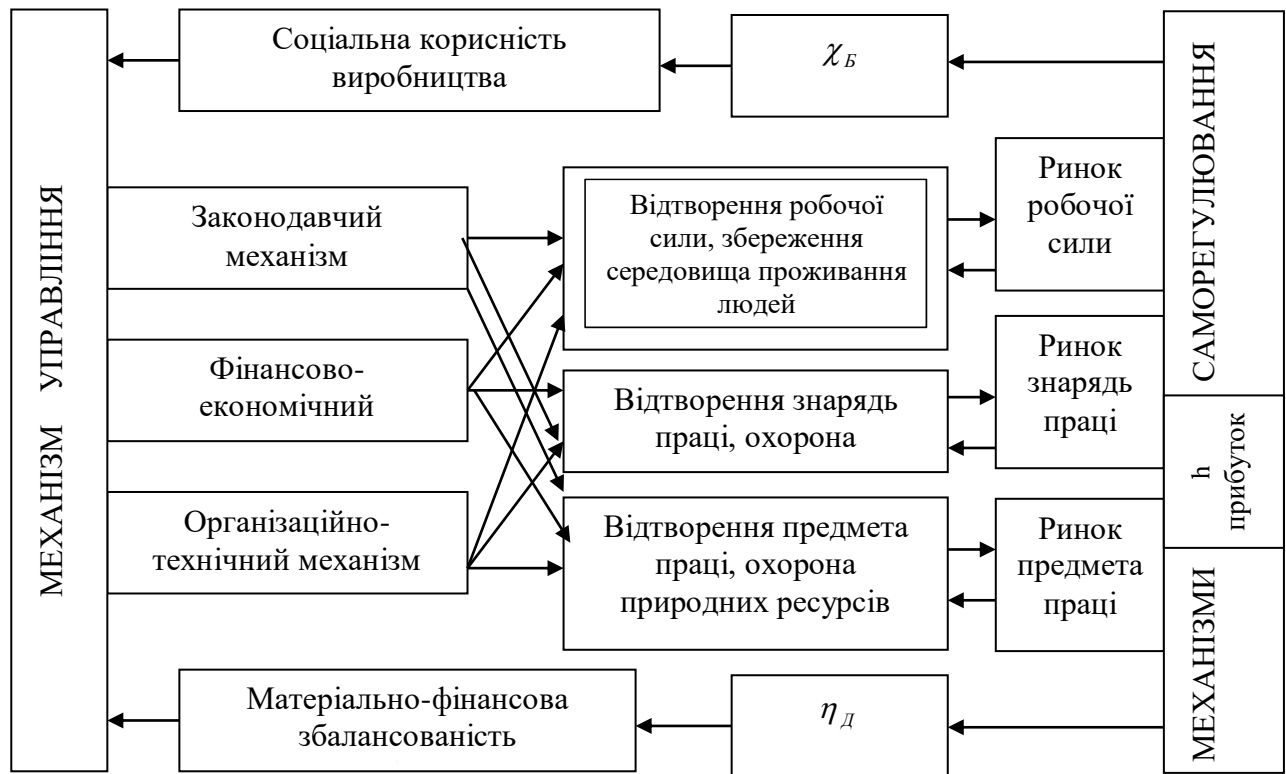 МЕХАНІЗМ УПРАВЛІННЯ
Соціальна корисність
виробництва
χ Б
САМОРЕГУЛЮВАННЯ
Законодавчий
механізм
Відтворення робочої
сили, збереження
середовища проживання
людей
Ринок
робочої
сили
Фінансово-
економічний
Відтворення знарядь
праці, охорона
Ринок
знарядь
праці
h
прибуток
Організаційно-
технічний механізм
Відтворення предмета
праці, охорона
природних ресурсів
Ринок
предмета
праці
МЕХАНІЗМИ
Матеріально-фінансова
збалансованість
η Д